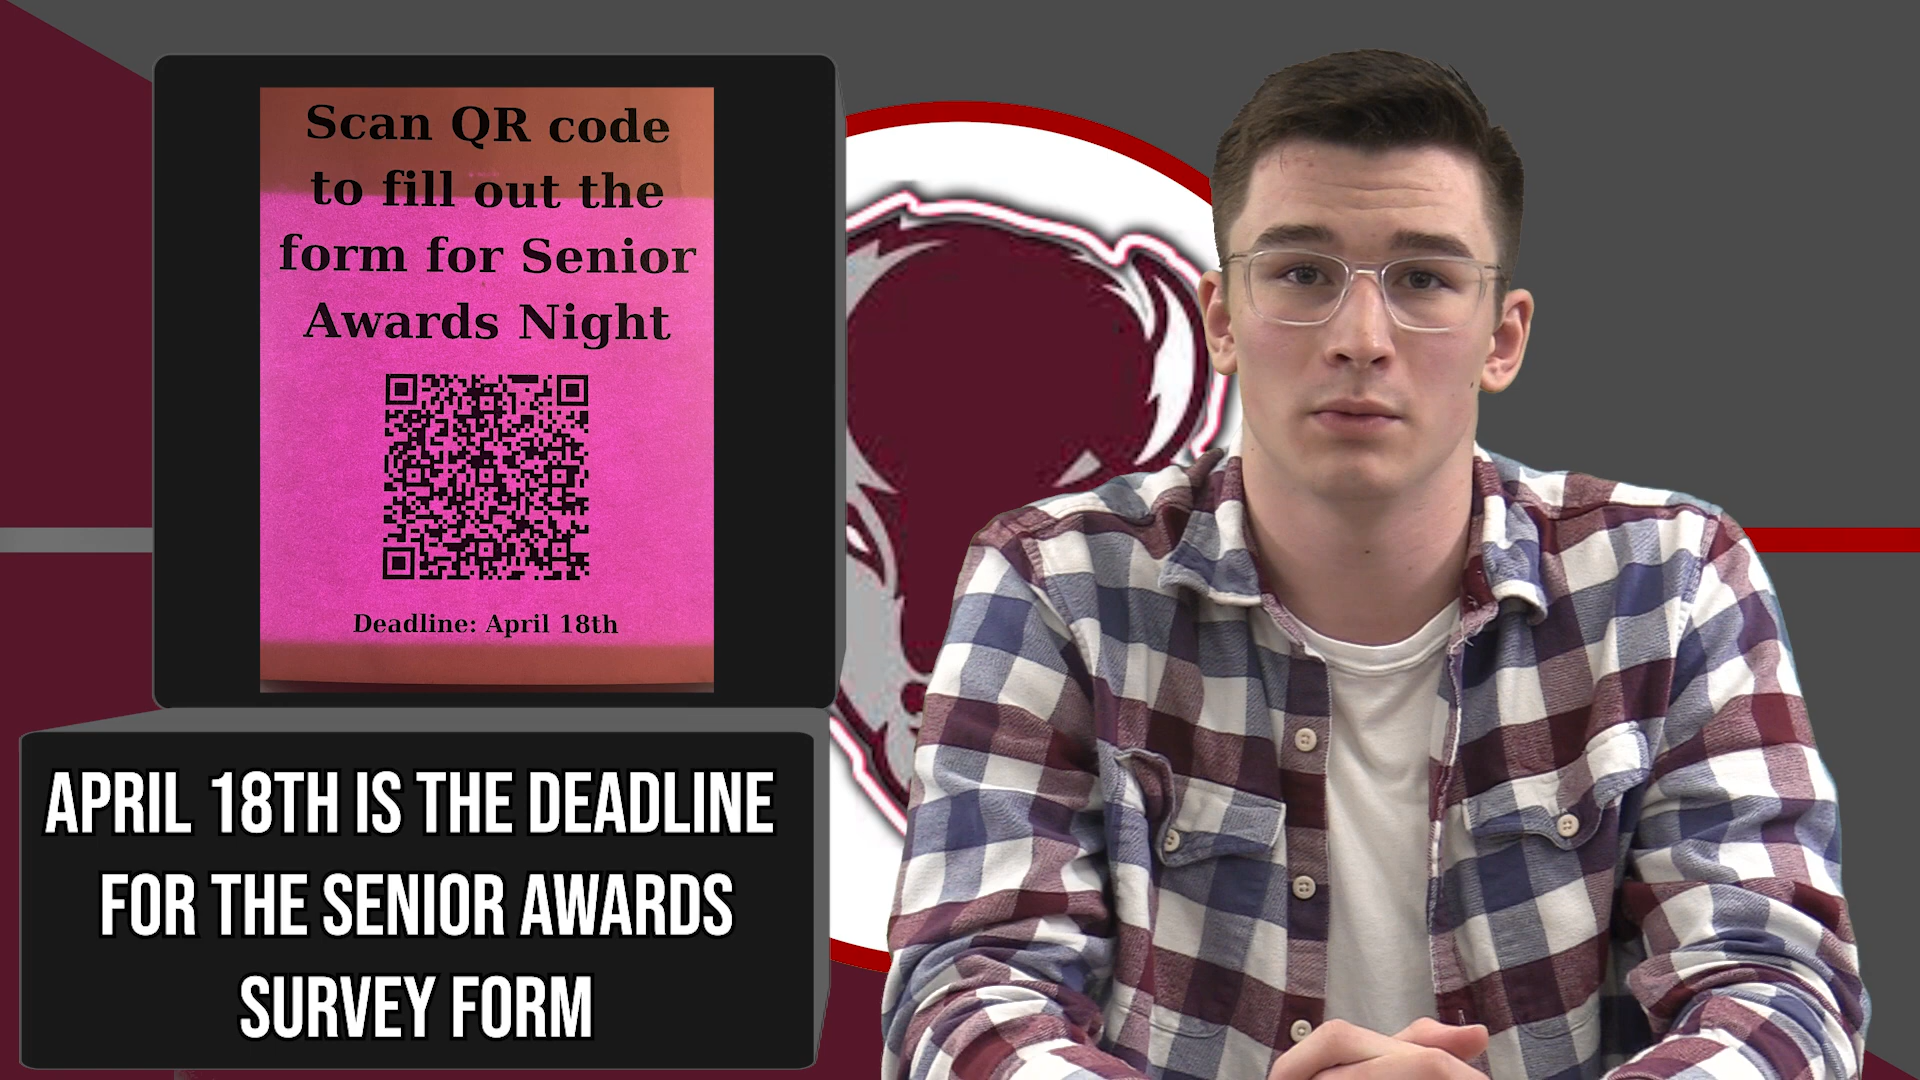 Scan QR code
to fill out the
form for Senior
Awards Night
Deadline: April 18th
APRIL 18TH IS THE DEADLINE
FOR THE SENIOR AWARDS
SURVEY FORM